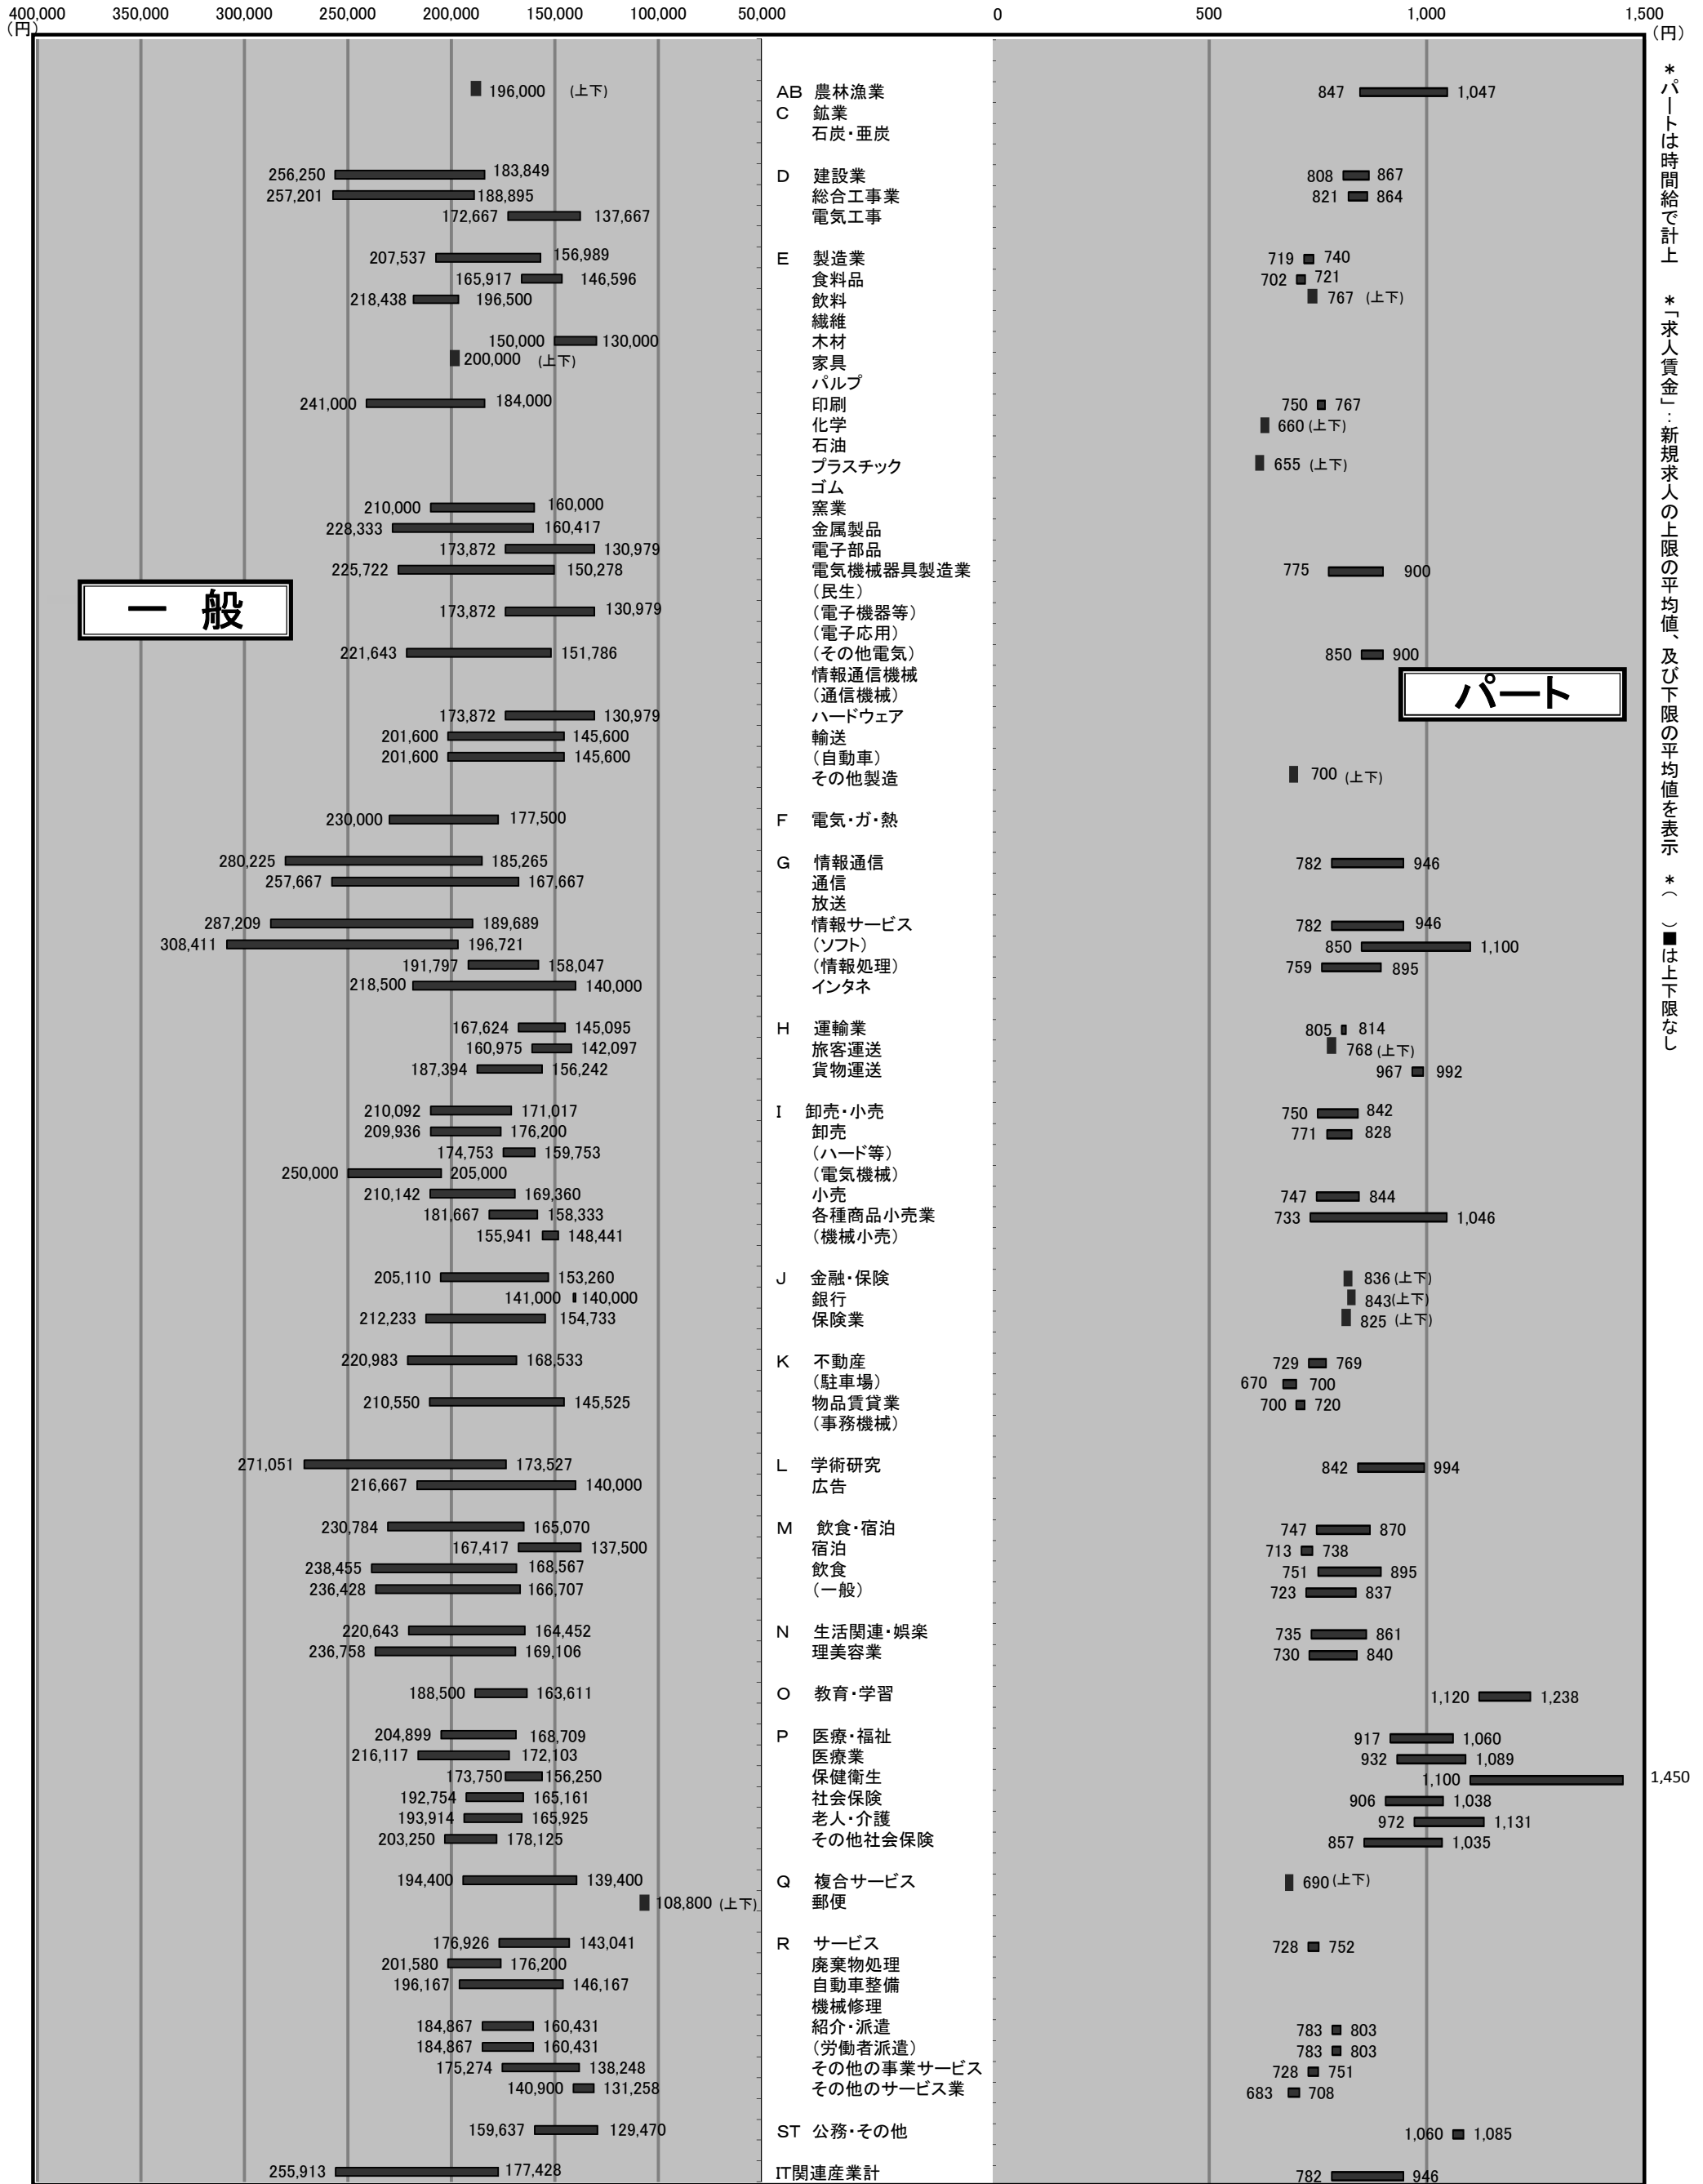 400,000 350,000 300,000 250,000 200,000 150,000 100,000 50,000 0 500 1,000 1,500
(円) (円)
196,000 (上下) AB 農林漁業 847 1,047
C 鉱業
石炭・亜炭
256,250 183,849 D 建設業 808 867
257,201 188,895 総合工事業 821 864
172,667 137,667 電気工事
207,537 156,989 E 製造業 719 740
165,917 146,596 食料品 702 721
218,438 196,500 飲料 767 (上下)
繊維
150,000 130,000 木材
200,000 (上下) 家具
パルプ
241,000 184,000 印刷 750 767
化学 660 (上下)
石油
プラスチック 655 (上下)
ゴム
210,000 160,000 窯業
228,333 160,417 金属製品
173,872 130,979 電子部品
225,722 150,278 電気機械器具製造業 775 900
(民生)
一 般
173,872 130,979 (電子機器等)
(電子応用)
221,643 151,786 (その他電気) 850 900
情報通信機械
(通信機械)
パート
173,872 130,979 ハードウェア
201,600 145,600 輸送
201,600 145,600 (自動車)
その他製造 700 (上下)
230,000 177,500 F 電気・ガ・熱
280,225 185,265 G 情報通信 782 946
257,667 167,667 通信
放送
287,209 189,689 情報サービス 782 946
308,411 196,721 (ソフト) 850 1,100
191,797 158,047 (情報処理) 759 895
218,500 140,000 インタネ
167,624 145,095 H 運輸業 805 814
160,975 142,097 旅客運送 768 (上下)
187,394 156,242 貨物運送 967 992
210,092 171,017 I 卸売・小売 750 842
209,936 176,200 卸売 771 828
174,753 159,753 (ハード等)
250,000 205,000 (電気機械)
210,142 169,360 小売 747 844
181,667 158,333 各種商品小売業 733 1,046
155,941 148,441 (機械小売)
205,110 153,260 J 金融・保険 836 (上下)
141,000 140,000 銀行 843(上下)
212,233 154,733 保険業 825 (上下)
220,983 168,533 K 不動産 729 769
(駐車場) 670 700
210,550 145,525 物品賃貸業 700 720
(事務機械)
271,051 173,527 L 学術研究 842 994
216,667 140,000 広告
230,784 165,070 M 飲食・宿泊 747 870
167,417 137,500 宿泊 713 738
238,455 168,567 飲食 751 895
236,428 166,707 (一般) 723 837
220,643 164,452 N 生活関連・娯楽 735 861
236,758 169,106 理美容業 730 840
188,500 163,611 O 教育・学習 1,120 1,238
204,899 168,709 P 医療・福祉 917 1,060
216,117 172,103 医療業 932 1,089
173,750 156,250 保健衛生 1,100 1,450
192,754 165,161 社会保険 906 1,038
193,914 165,925 老人・介護 972 1,131
203,250 178,125 その他社会保険 857 1,035
194,400 139,400 Q 複合サービス 690 (上下)
108,800 (上下) 郵便
176,926 143,041 R サービス 728 752
201,580 176,200 廃棄物処理
196,167 146,167 自動車整備
機械修理
184,867 160,431 紹介・派遣 783 803
184,867 160,431 (労働者派遣) 783 803
175,274 138,248 その他の事業サービス 728 751
140,900 131,258 その他のサービス業 683 708
159,637 129,470 ST 公務・その他 1,060 1,085
255,913 177,428 IT関連産業計 782 946
*パートは時間給で計上 *「求人賃金」:新規求人の上限の平均値、及び下限の平均値を表示 *( )■は上下限なし